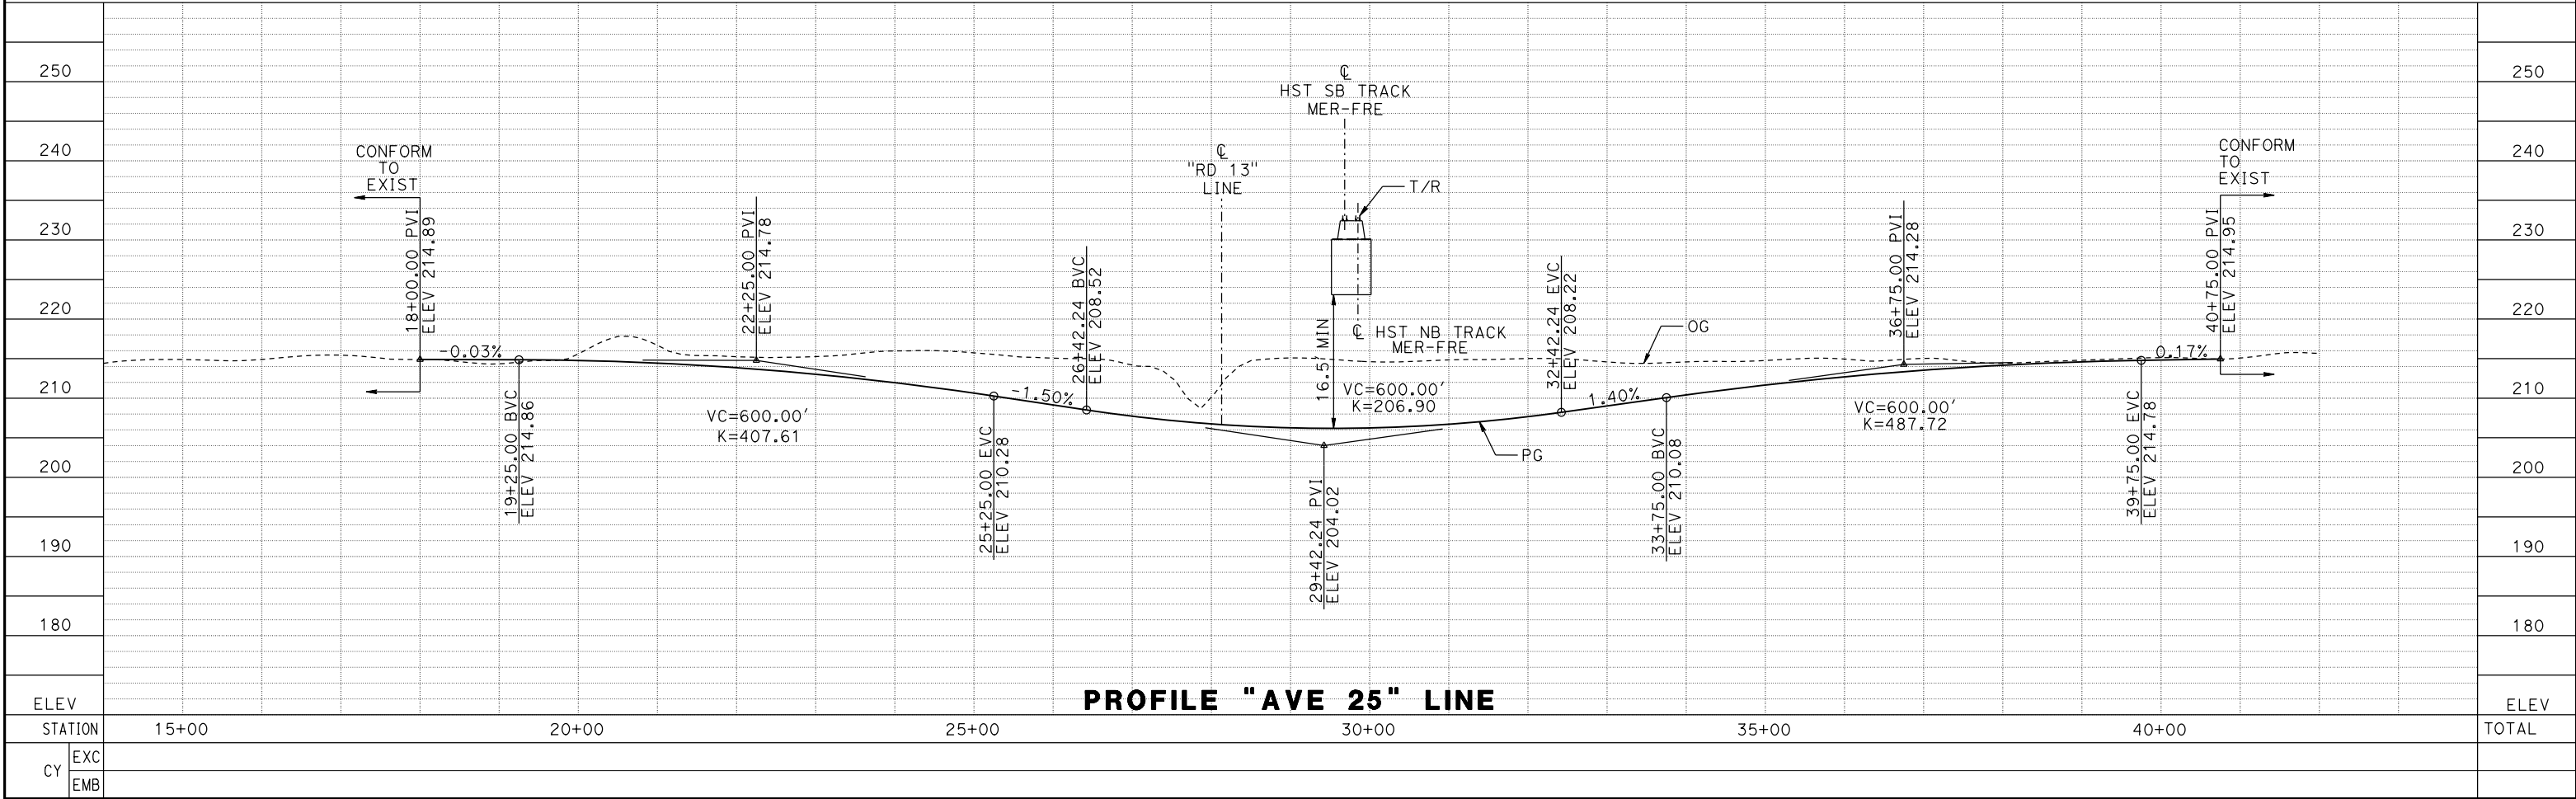 250
240
230
220
210
200
190
180
ELEV
CONFORM
TO
EXIST
18+00.00 PVI
ELEV 214.89
-0.03%
19+25.00 BVC
ELEV 214.86
22+25.00 PVI
ELEV 214.78
VC=600.00'
K=407.61
25+25.00 EVC
ELEV 210.28
-1.50%
26+42.24 BVC
ELEV 208.52
℄
"RD 13"
LINE
℄
HST SB TRACK
MER-FRE
T/R
16.5' MIN
℄ HST NB TRACK
MER-FRE
VC=600.00'
K=206.90
29+42.24 PVI
ELEV 204.02
PG
32+42.24 EVC
ELEV 208.22
1.40%
OG
33+75.00 BVC
ELEV 210.08
36+75.00 PVI
ELEV 214.28
VC=600.00'
K=487.72
39+75.00 EVC
ELEV 214.78
0.17%
CONFORM
TO
EXIST
40+75.00 PVI
ELEV 214.95
250
240
230
220
210
200
190
180
ELEV
PROFILE "AVE 25" LINE
STATION 15+00 20+00 25+00 30+00 35+00 40+00 TOTAL
CY EXC
EMB